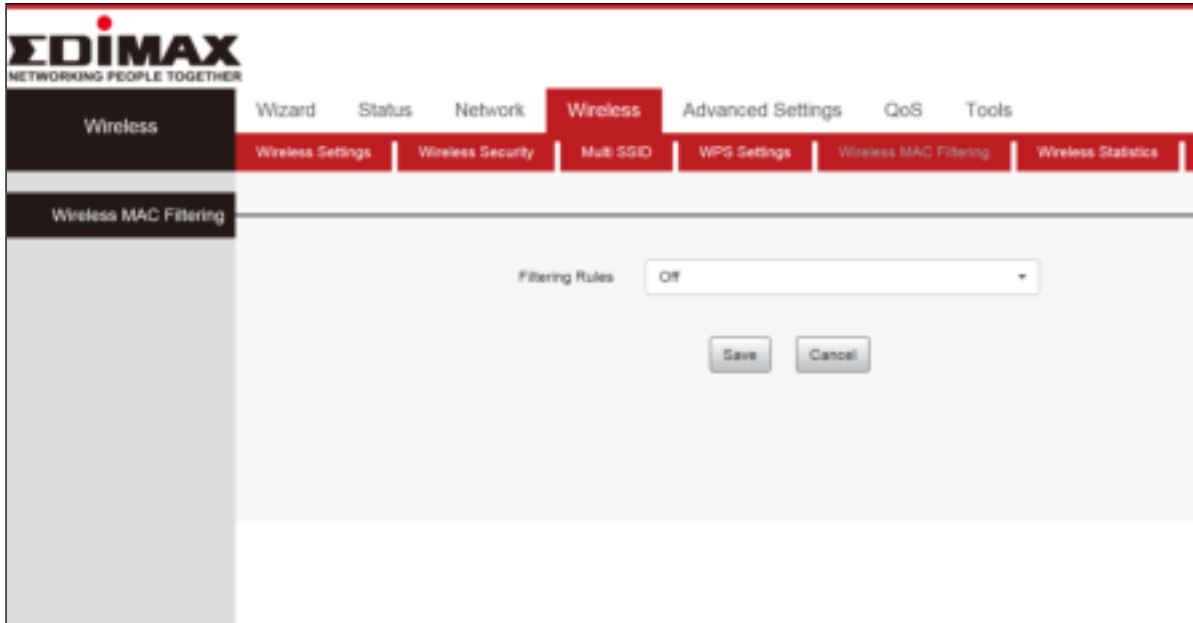 EDiMAX
NETWORKING PEOPLE TOGETHER
Wireless
Wizard Status Network Wireless Advanced Settings QoS Tools
Wireless Settings Wireless Security Multi SSID WPS Settings Wireless MAC Filtering Wireless Statistics
Wireless MAC Filtering
Filtering Rules Off
Save Cancel